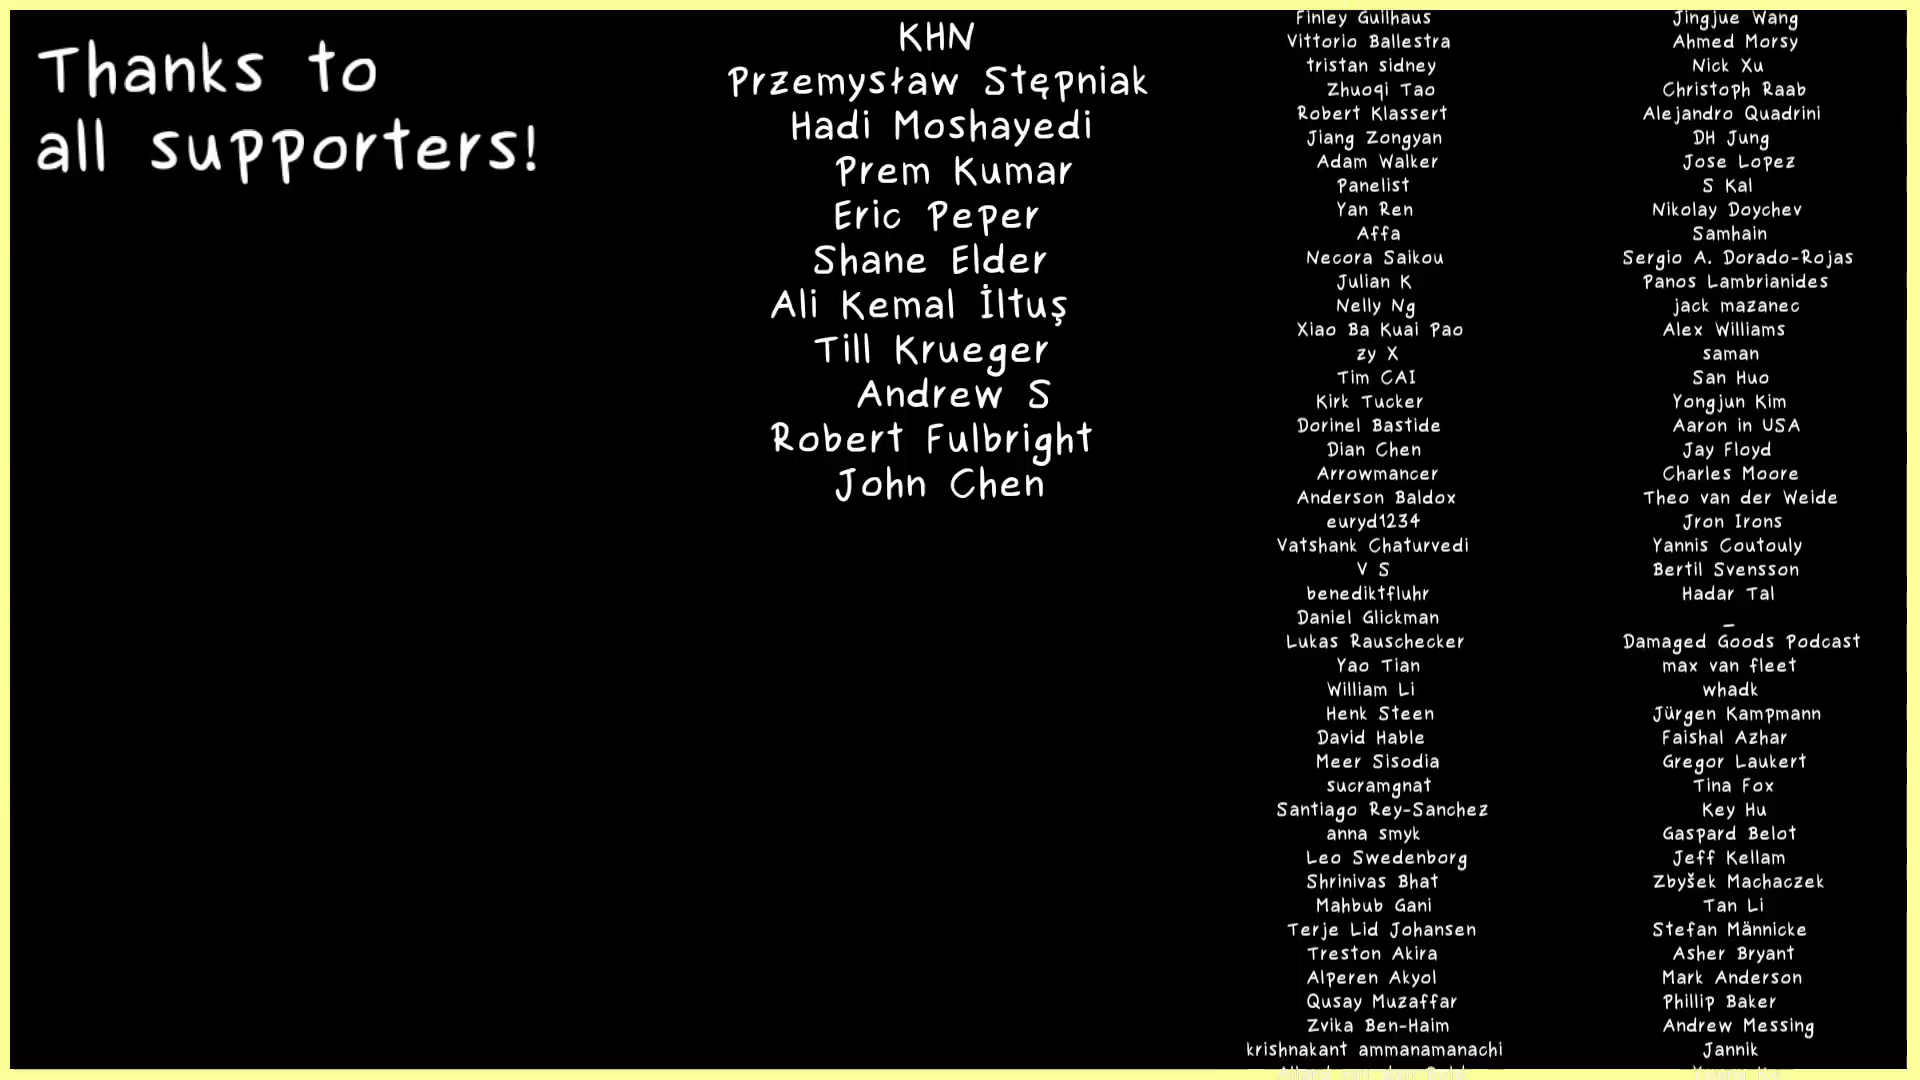 Thanks to
all supporters!
KHN
Przemysław Stępniak
Hadi Moshayedi
Prem Kumar
Eric Peper
Shane Elder
Ali Kemal İltuş
Till Krueger
Andrew S
Robert Fulbright
John Chen
Finley Guilhaus
Vittorio Ballestra
tristan sidney
Zhuoqi Tao
Robert Klassert
Jiang Zongyan
Adam Walker
Panelist
Yan Ren
Affa
Necora Saikou
Julian K
Nelly Ng
Xiao Ba Kuai Pao
zy X
Tim CAI
Kirk Tucker
Dorinel Bastide
Dian Chen
Arrowmancer
Anderson Baldox
euryd1234
Vatshank Chaturvedi
V S
benediktfluhr
Daniel Glickman
Lukas Rauschecker
Yao Tian
William Li
Henk Steen
David Hable
Meer Sisodia
sucramgnat
Santiago Rey-Sanchez
anna smyk
Leo Swedenborg
Shrinivas Bhat
Mahbub Gani
Terje Lid Johansen
Treston Akira
Alperen Akyol
Qusay Muzaffar
Zvika Ben-Haim
krishnakant ammanamanachi
Jingjue Wang
Ahmed Morsy
Nick Xu
Christoph Raab
Alejandro Quadrini
DH Jung
Jose Lopez
S Kal
Nikolay Doychev
Samhain
Sergio A. Dorado-Rojas
Panos Lambrianides
jack mazanec
Alex Williams
saman
San Huo
Yongjun Kim
Aaron in USA
Jay Floyd
Charles Moore
Theo van der Weide
Jron Irons
Yannis Coutouly
Bertil Svensson
Hadar Tal
_
Damaged Goods Podcast
max van fleet
whadk
Jürgen Kampmann
Faishal Azhar
Gregor Laukert
Tina Fox
Key Hu
Gaspard Belot
Jeff Kellam
Zbyšek Machaczek
Tan Li
Stefan Männicke
Asher Bryant
Mark Anderson
Phillip Baker
Andrew Messing
Jannik